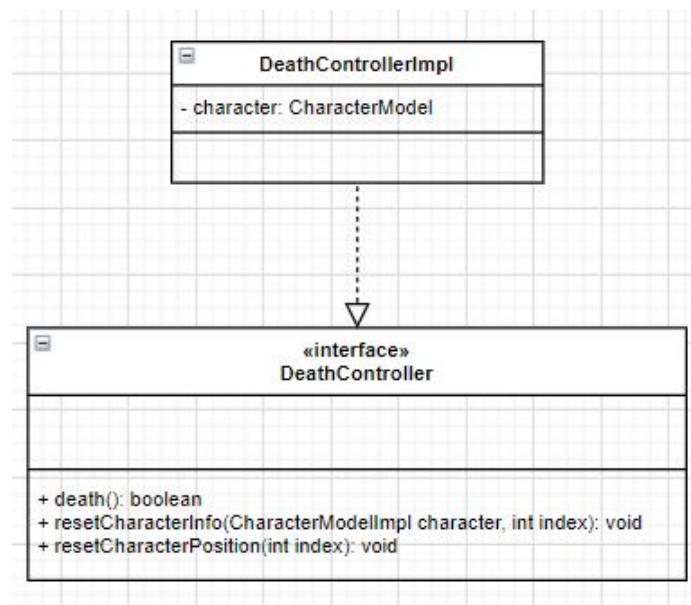 DeathControllerImpl
- character: CharacterModel
«interface»
DeathController
+ death(): boolean
+ resetCharacterInfo(CharacterModelImpl character, int index): void
+ resetCharacterPosition(int index): void